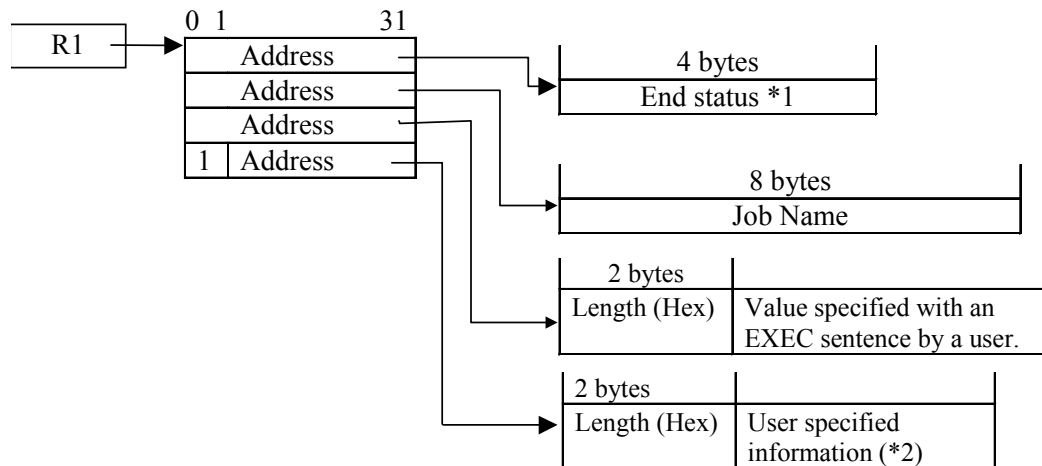 R1
0 1 31
Address
Address
Address
1 Address
4 bytes
End status *1
8 bytes
Job Name
2 bytes
Length (Hex) Value specified with an
EXEC sentence by a user.
2 bytes
Length (Hex) User specified
information (*2)